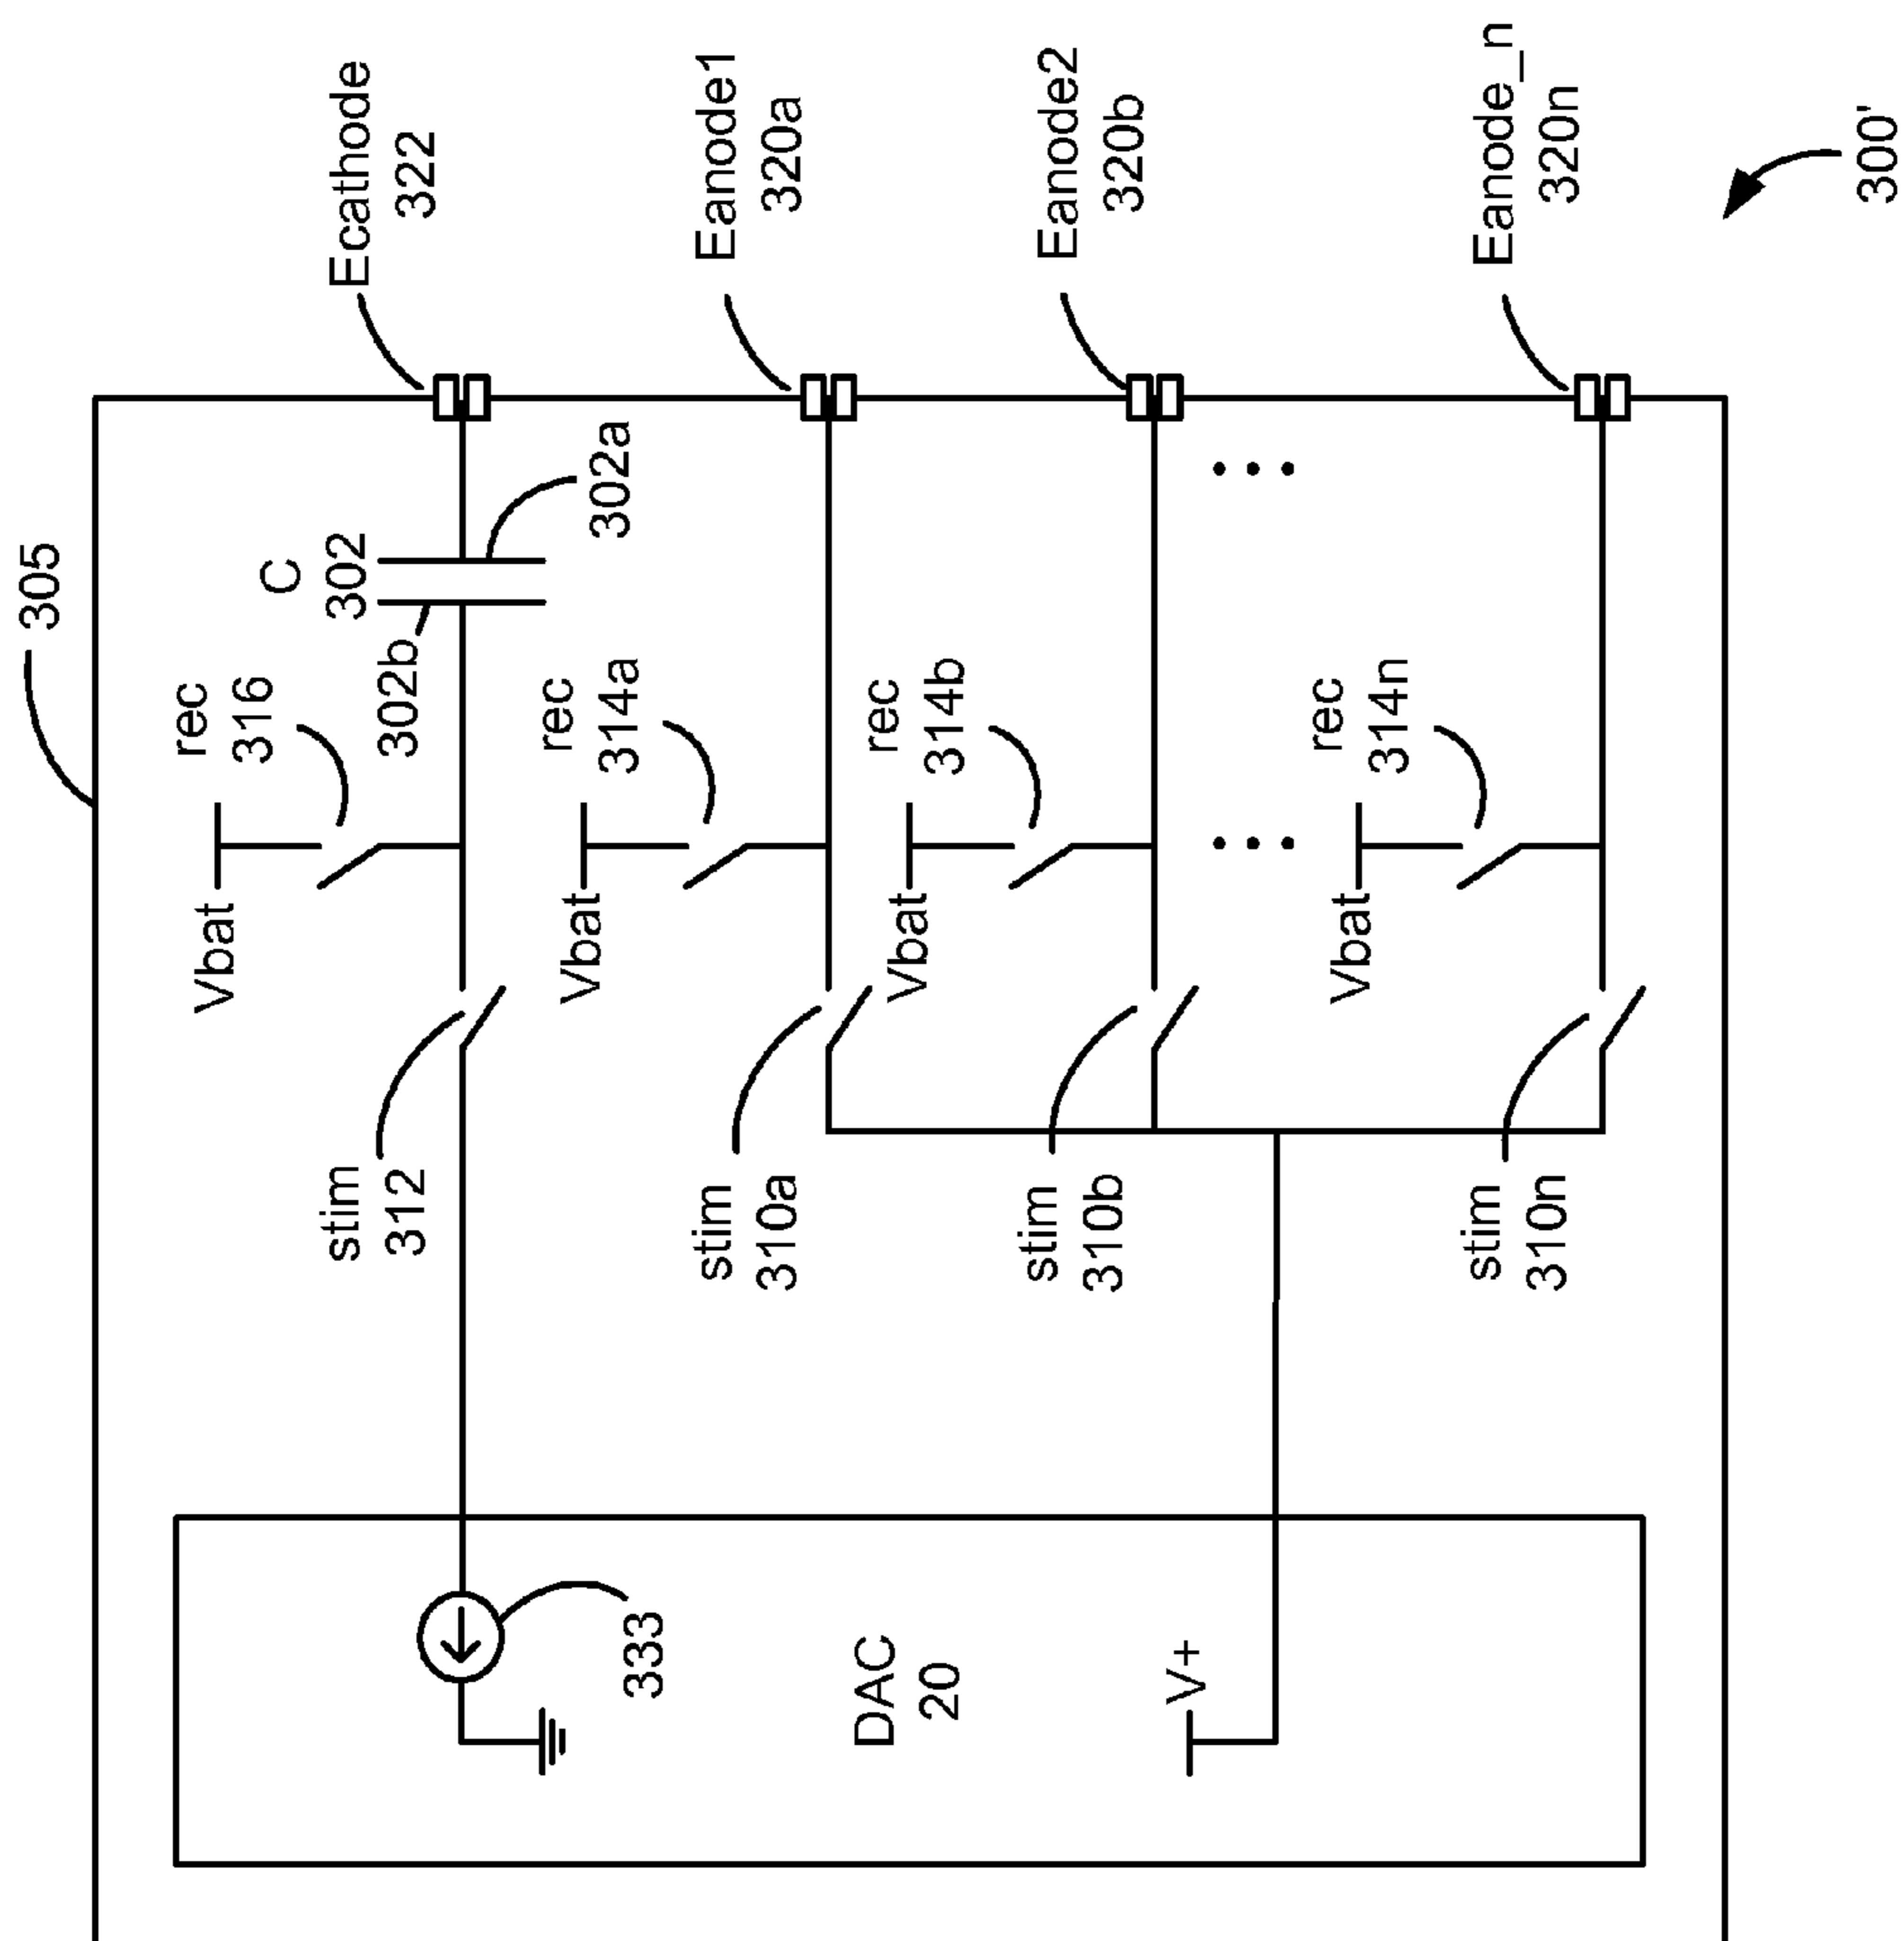 305
C
302
302a
302b
rec
316
Vbat
stim
312
Ecathode
322
rec
314a
Vbat
stim
310a
Eanode1
320a
rec
314b
Vbat
stim
310b
Eanode2
320b
rec
314n
Vbat
stim
310n
Eanode_n
320n
333
DAC
20
V+
300'